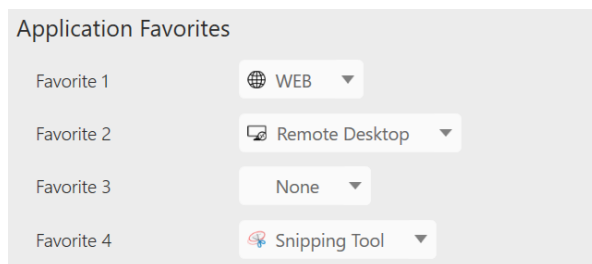 Application Favorites
Favorite 1 WEB
Favorite 2 Remote Desktop
Favorite 3 None
Favorite 4 Snipping Tool